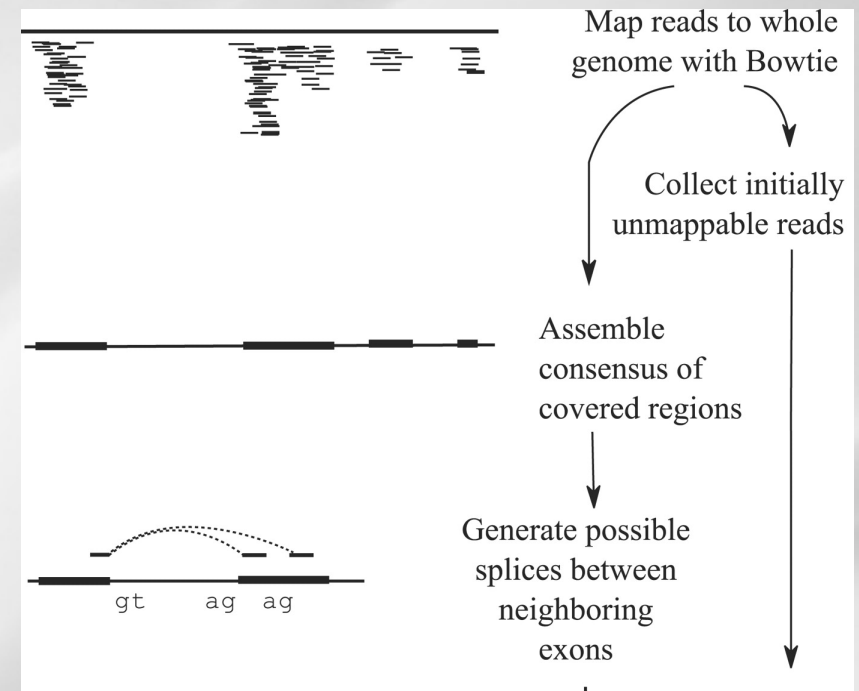 Map reads to whole
genome with Bowtie
Collect initially
unmappable reads
Assemble
consensus of
covered regions
Generate possible
splices between
neighboring
exons
gt ag ag